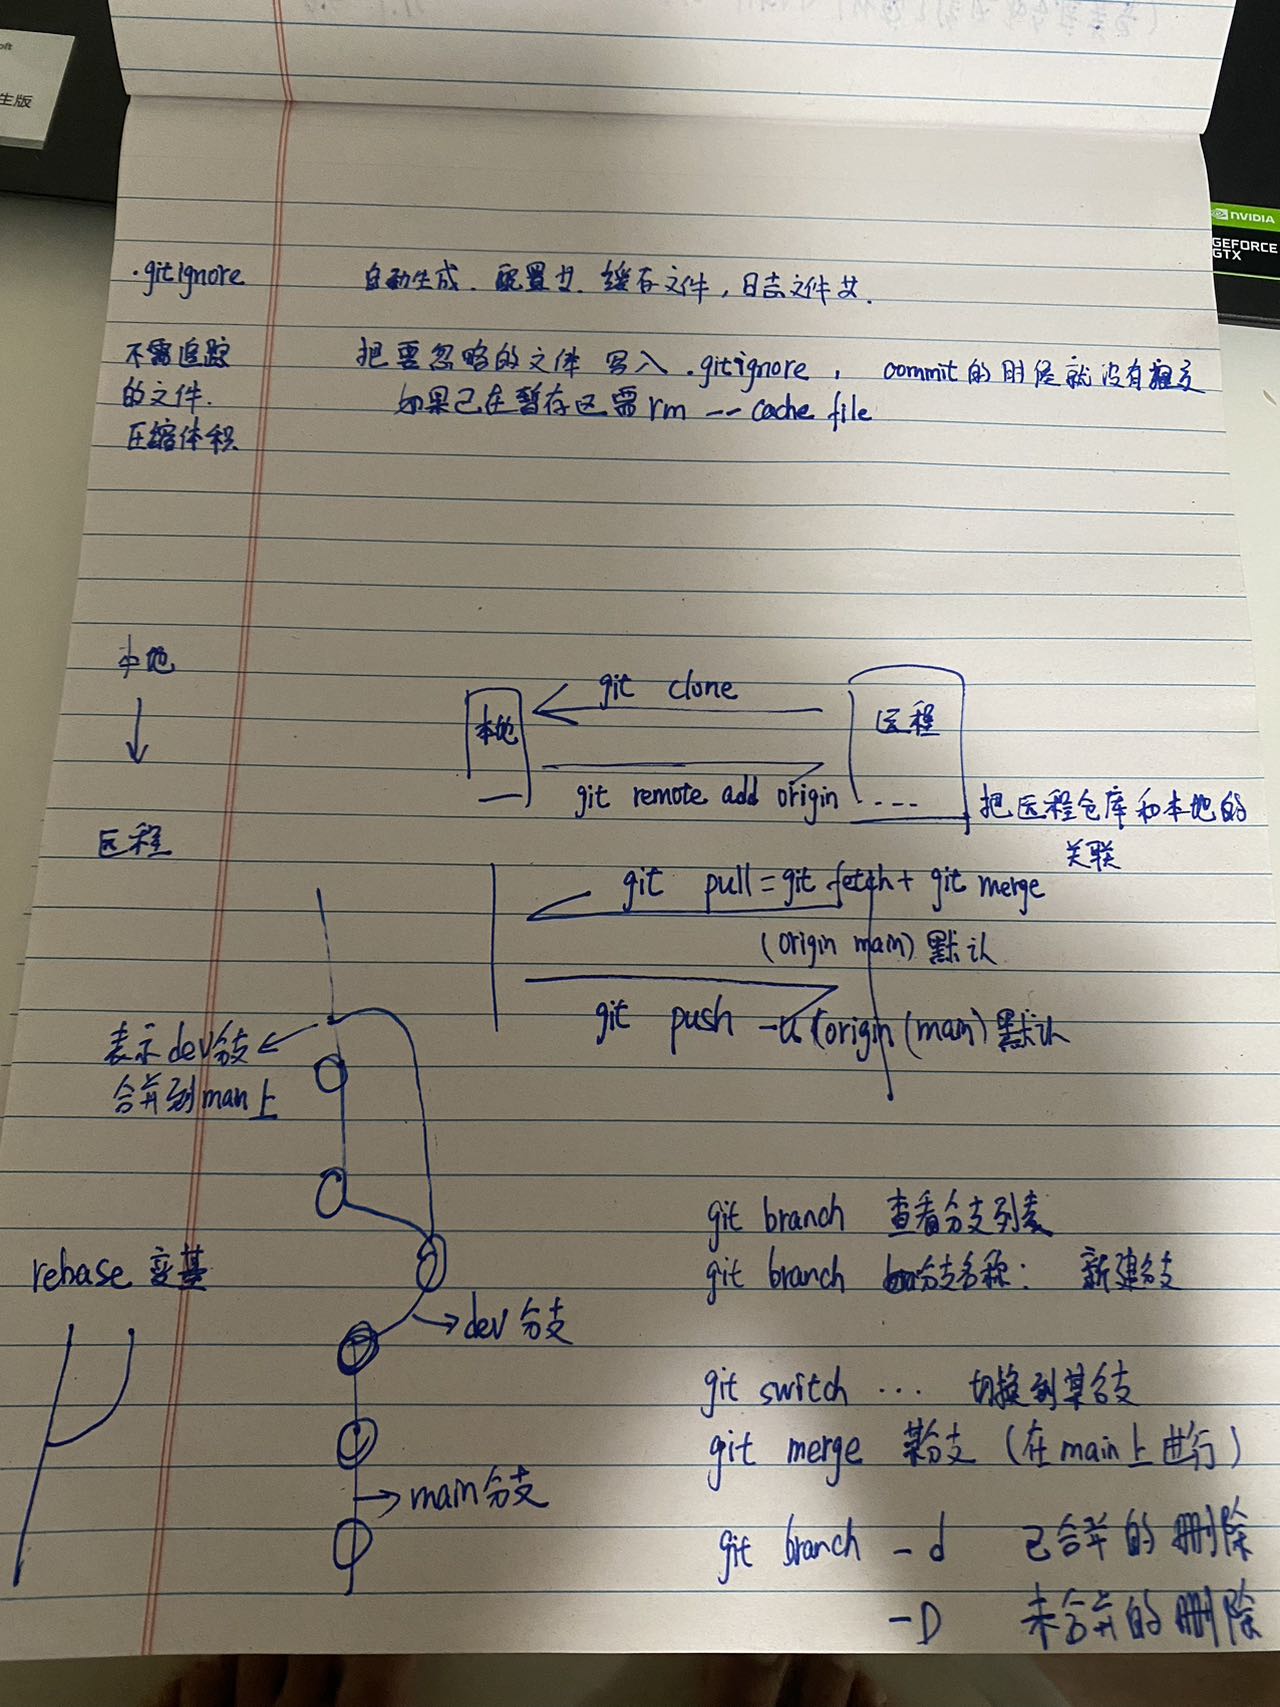 生版
NVIDIA
GEFORCE
GTX
.gitignore 自动生成. 配置文. 缓存文件, 日志文件文.
不需追踪 把要忽略的文件 写入 .gitignore, commit的时候就没有提交
的文件. 如果已在暂存区需rm -- cache file
压缩体积
本地
git clone
本地 远程
git remote add origin .... 把远程仓库和本地的
远程 关联
git pull = git fetch + git merge
(origin main) 默认
git push -u (origin (main) 默认
表示dev分支
合并到man上
git branch 查看分支列表
rebase 变基
git branch 分支名称: 新建分支
dev分支
git switch ... 切换到某分支
git merge 某分支 (在main上进行)
main分支
git branch -d 已合并的删除
-D 未合并的删除